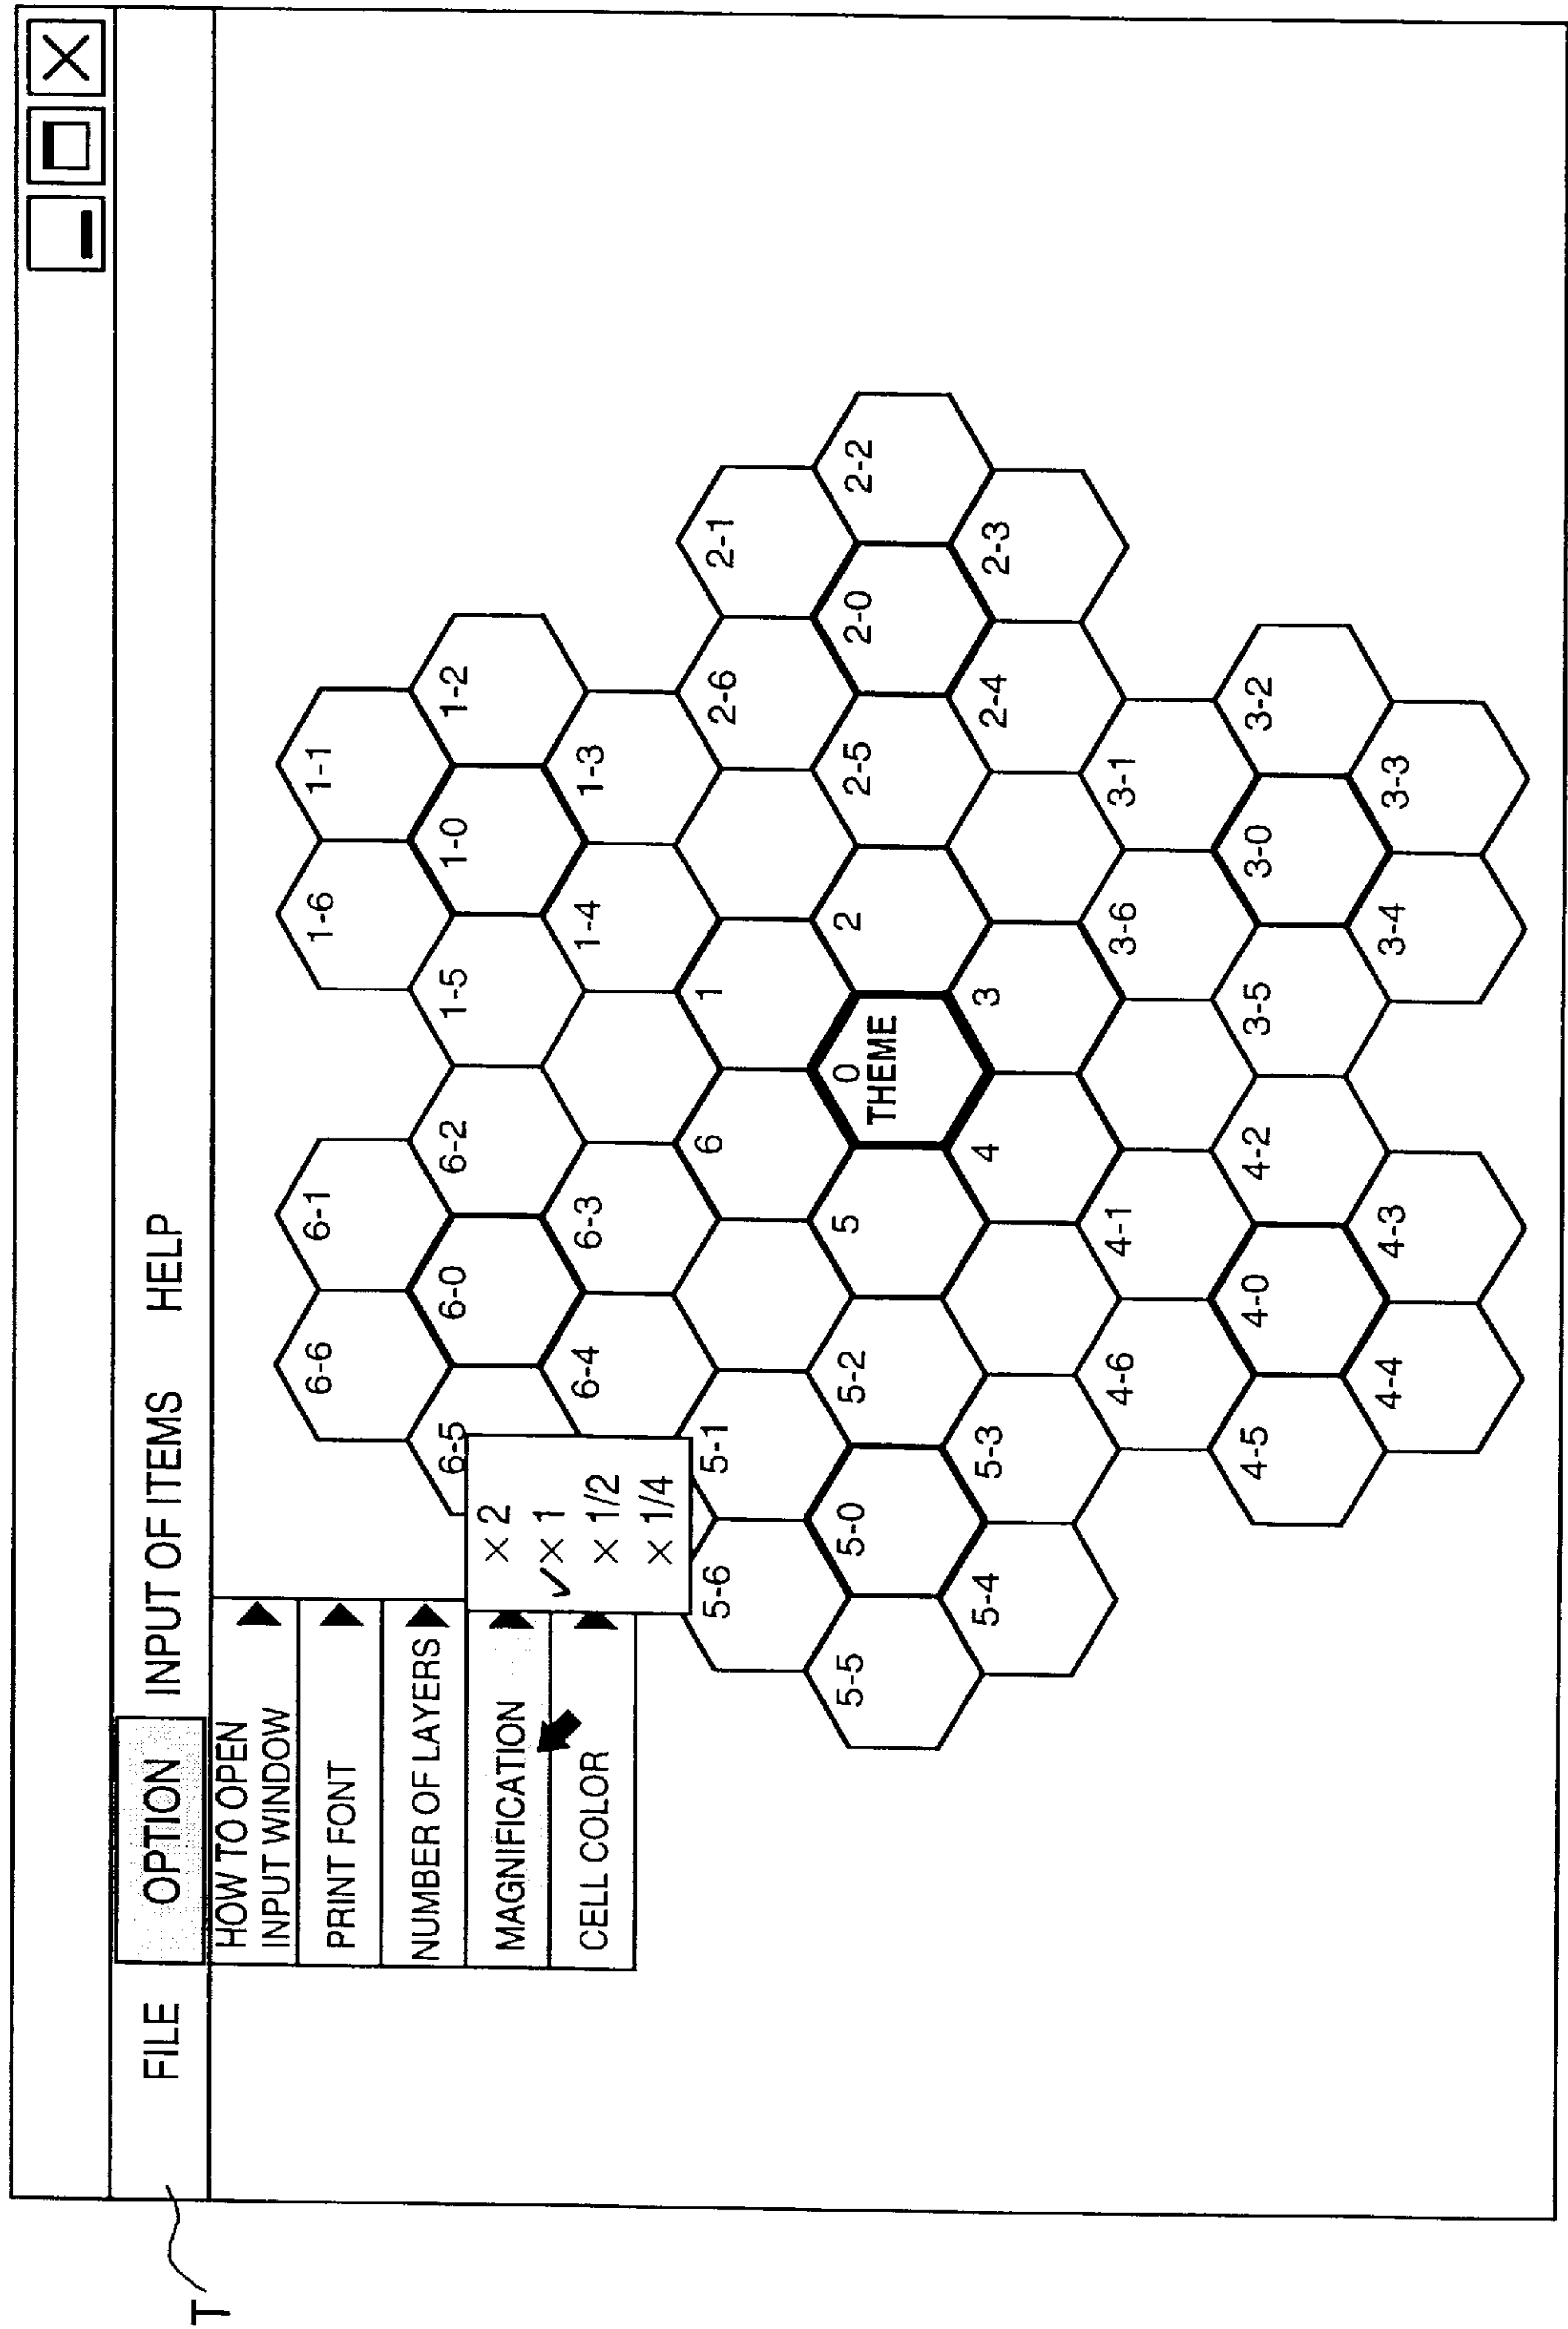 T
FILE OPTION INPUT OF ITEMS HELP
HOW TO OPEN
INPUT WINDOW
PRINT FONT
NUMBER OF LAYERS
MAGNIFICATION
CELL COLOR
× 2
✓× 1
× 1/2
× 1/4
6-6 6-1 1-6 1-1
6-5 6-0 6-2 1-5 1-0 1-2
6-4 6-3 1-4 1-3
5-6 5-1 6 1 2-6 2-1
5-5 5-0 5-2 5 0 2 2-5 2-0 2-2
THEME
5-4 5-3 4 3 2-4 2-3
4-6 4-1 3-6 3-1
4-5 4-0 4-2 3-5 3-0 3-2
4-4 4-3 3-4 3-3